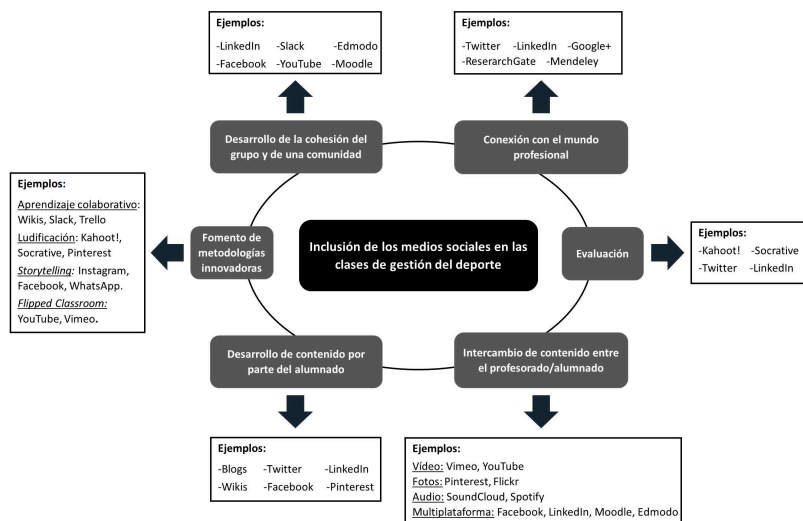 Ejemplos:
-LinkedIn -Slack -Edmodo
-Facebook -YouTube -Moodle
Ejemplos:
-Twitter -LinkedIn -Google+
-ReserarchGate -Mendeley
Desarrollo de la cohesión del
grupo y de una comunidad
Conexión con el mundo
profesional
Ejemplos:
Aprendizaje colaborativo:
Wikis, Slack, Trello
Ludificación: Kahoot!,
Socrative, Pinterest
Storytelling: Instagram,
Facebook, WhatsApp.
Flipped Classroom:
YouTube, Vimeo.
Fomento de
metodologías
innovadoras
Inclusión de los medios sociales en las
clases de gestión del deporte
Evaluación
Ejemplos:
-Kahoot! -Socrative
-Twitter -LinkedIn
Desarrollo de contenido por
parte del alumnado
Intercambio de contenido entre
el profesorado/alumnado
Ejemplos:
-Blogs -Twitter -LinkedIn
-Wikis -Facebook -Pinterest
Ejemplos:
Vídeo: Vimeo, YouTube
Fotos: Pinterest, Flickr
Audio: SoundCloud, Spotify
Multiplataforma: Facebook, LinkedIn, Moodle, Edmodo